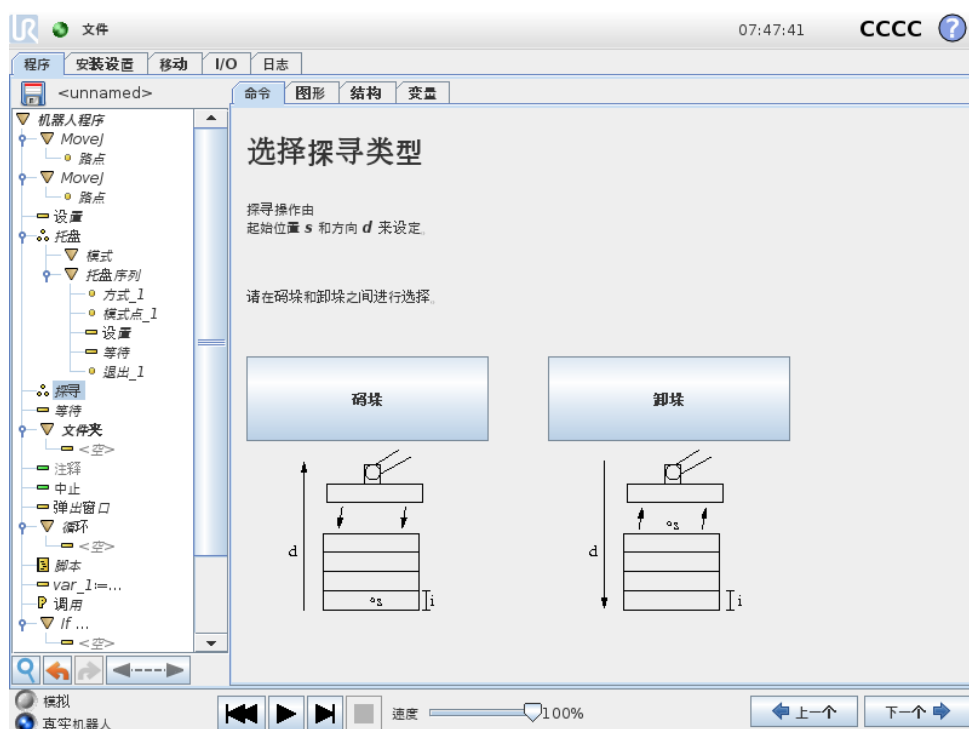 UR 文件 07:47:41 CCCC ?
程序 安装设置 移动 I/O 日志
<unnamed>
命令 图形 结构 变量
机器人程序
MoveJ
路点
MoveJ
路点
设置
托盘
模式
托盘序列
方式_1
模式点_1
设置
等待
退出_1
探寻
等待
文件夹
<空>
注释
中止
弹出窗口
循环
<空>
脚本
var_1:=...
调用
If ...
<空>
选择探寻类型
探寻操作由
起始位置 s 和方向 d 来设定。
请在码垛和卸垛之间进行选择。
码垛 卸垛
d s i
d s i
模拟
真实机器人
速度 100%
上一个 下一个